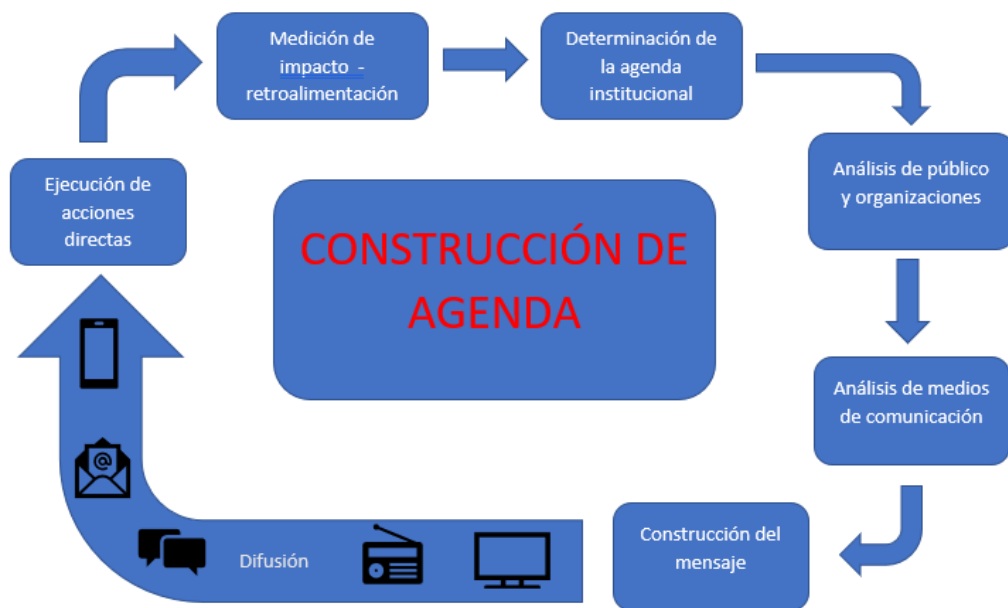 Medición de
impacto -
retroalimentación
Determinación de
la agenda
institucional
Análisis de público
y organizaciones
Ejecución de
acciones
directas
CONSTRUCCIÓN DE
AGENDA
Análisis de medios
de comunicación
Construcción del
mensaje
Difusión
@